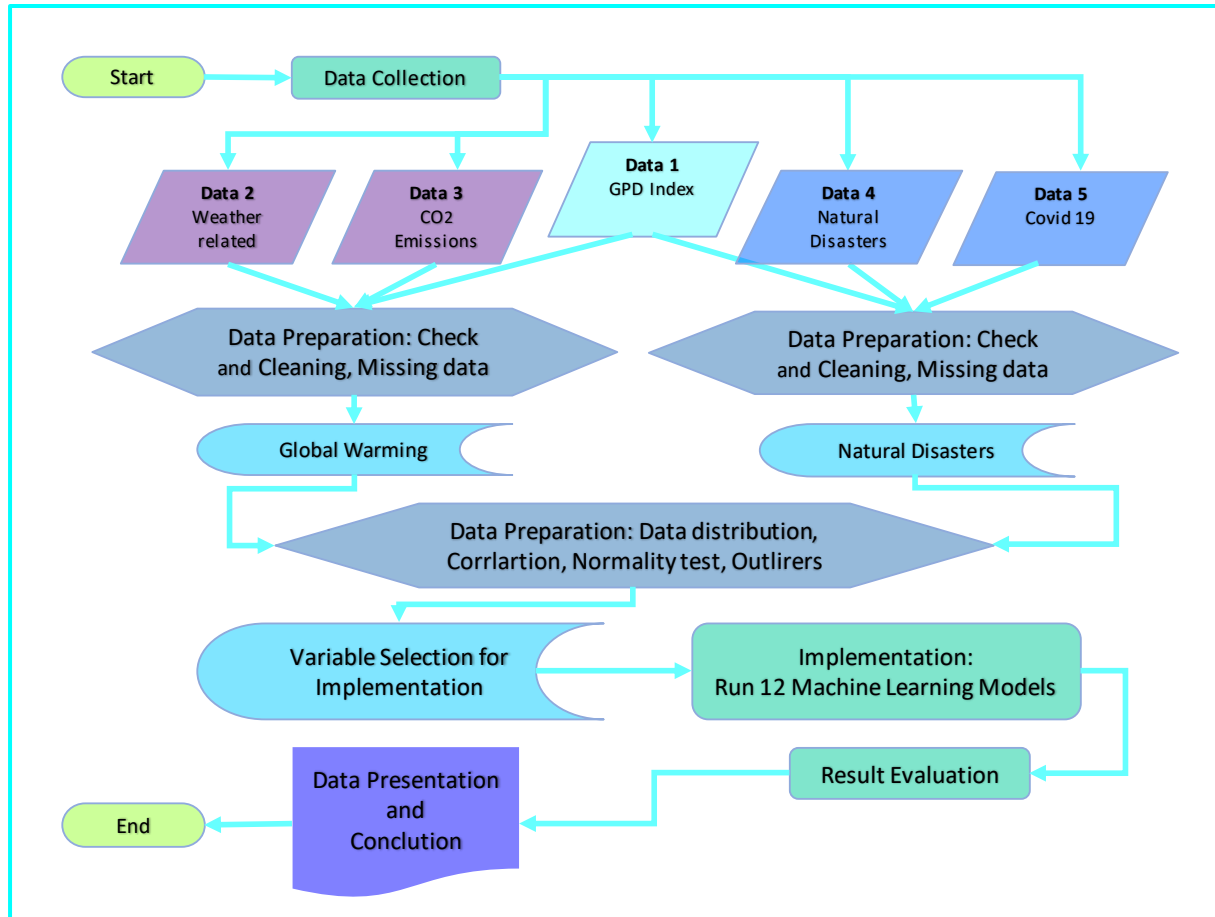 Start
Data Collection
Data 1
GPD Index
Data 2
Weather
related
Data 3
CO2
Emissions
Data 4
Natural
Disasters
Data 5
Covid 19
Data Preparation: Check
and Cleaning, Missing data
Data Preparation: Check
and Cleaning, Missing data
Global Warming
Natural Disasters
Data Preparation: Data distribution,
Corrlartion, Normality test, Outlirers
Variable Selection for
Implementation
Implementation:
Run 12 Machine Learning Models
Result Evaluation
Data Presentation
and
Conclution
End